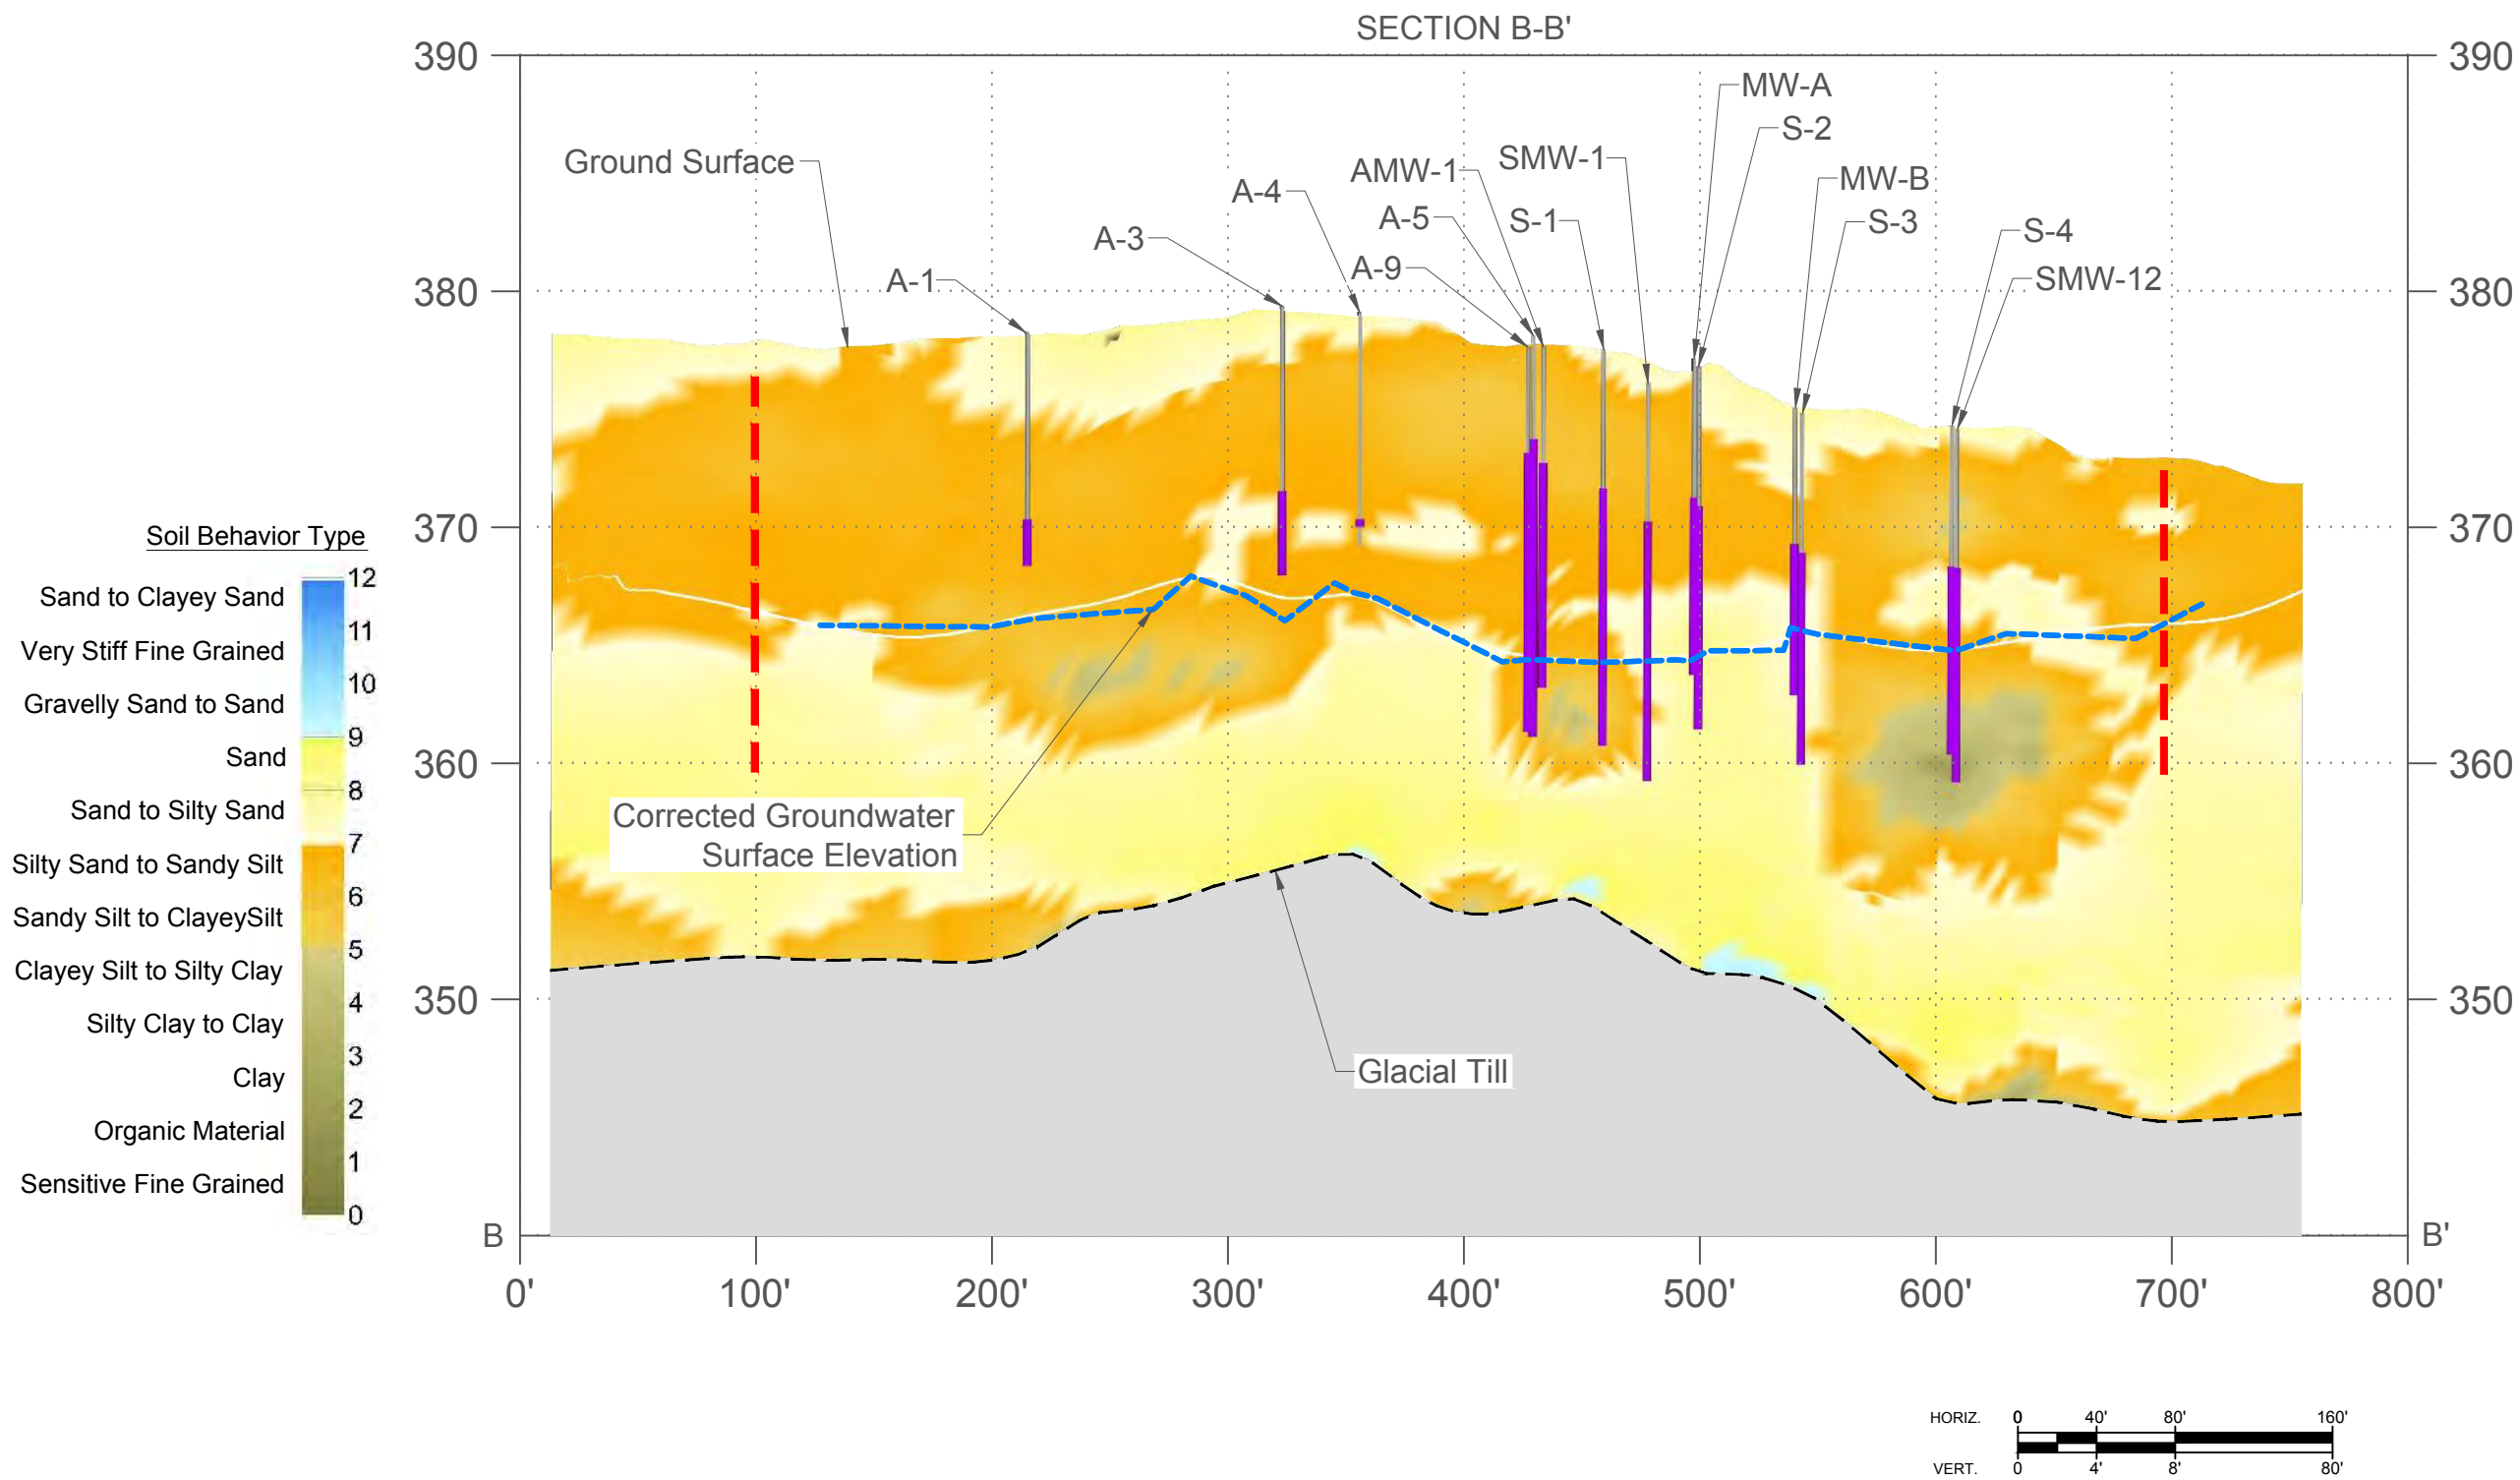 SECTION B-B'
390
390
MW-A
S-2
Ground Surface
SMW-1
AMW-1
MW-B
A-4
A-5
S-1
S-3
A-3
S-4
A-9
SMW-12
A-1
380
380
370
370
Soil Behavior Type
12
Sand to Clayey Sand
11
Very Stiff Fine Grained
10
Gravelly Sand to Sand
9
Sand
8
Sand to Silty Sand
7
Silty Sand to Sandy Silt
6
Sandy Silt to ClayeySilt
5
Clayey Silt to Silty Clay
4
Silty Clay to Clay
3
Clay
2
Organic Material
1
Sensitive Fine Grained
0
360
360
Corrected Groundwater
Surface Elevation
350
350
Glacial Till
B
B'
0'
100'
200'
300'
400'
500'
600'
700'
800'
HORIZ.
0
40'
80'
160'
VERT.
0
4'
8'
80'